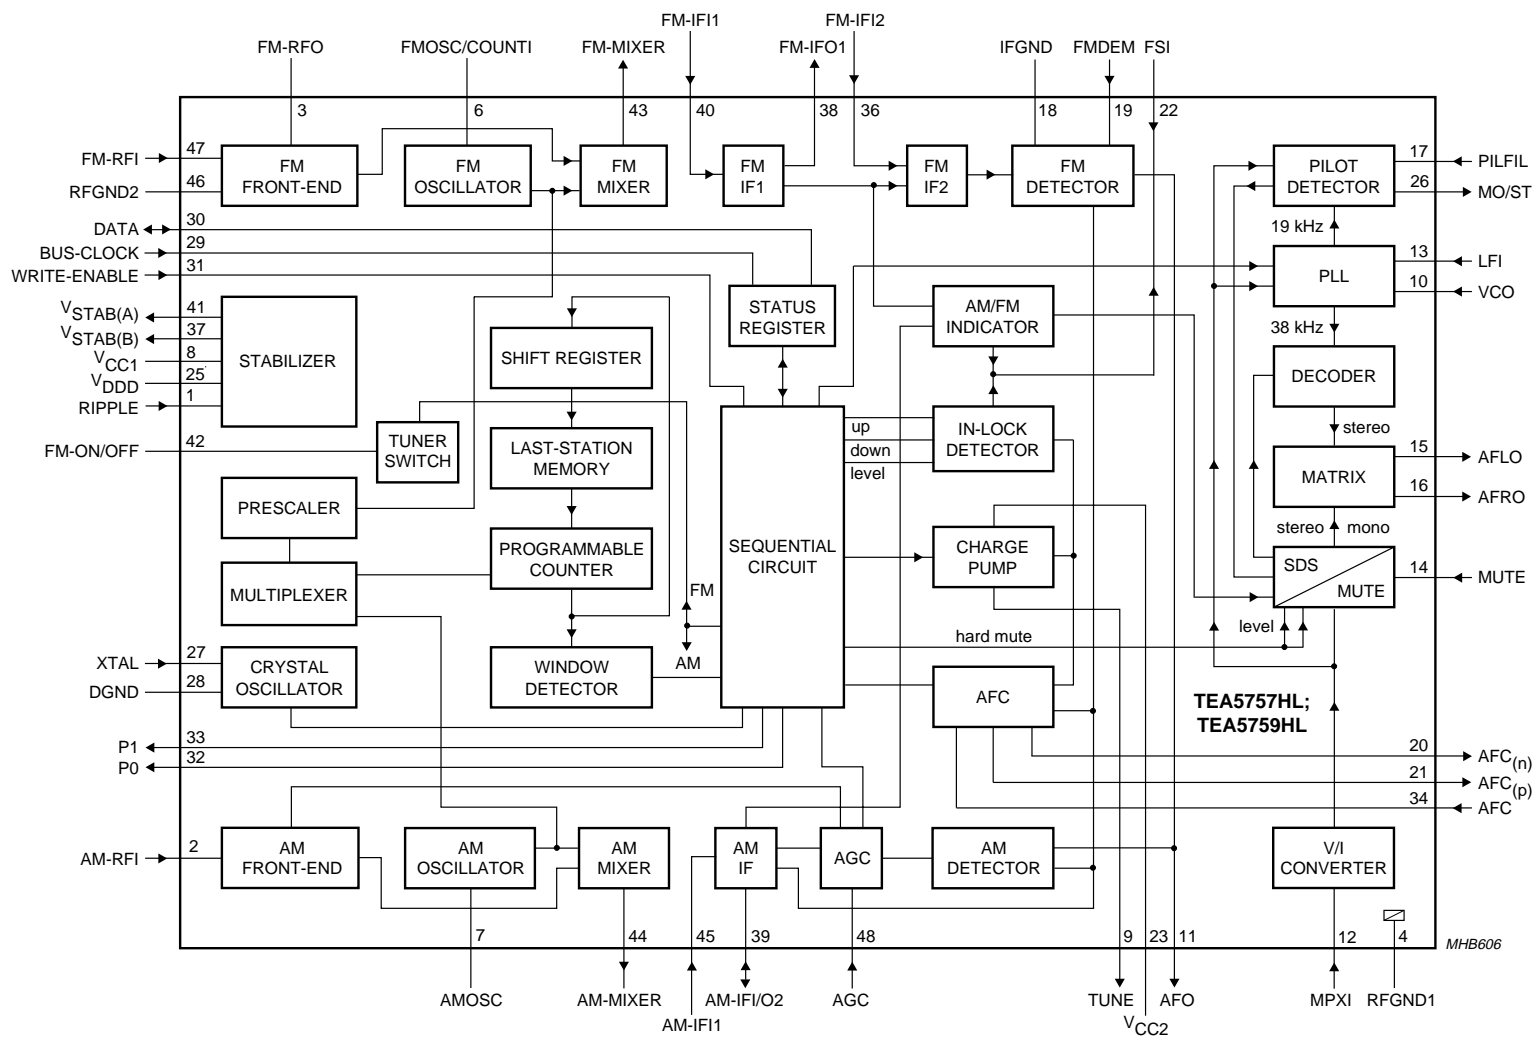 FM-IFI1 FM-IFI2
FM-RFO FMOSC/COUNTI FM-MIXER FM-IFO1 IFGND FMDEM FSI
3 6 43 40 38 36 18 19 22
FM-RFI 47
RFGND2 46
FM
FRONT-END
FM
OSCILLATOR
FM
MIXER
FM
IF1
FM
IF2
FM
DETECTOR
PILOT
DETECTOR
17 PILFIL
26 MO/ST
DATA 30
BUS-CLOCK 29
WRITE-ENABLE 31
19 kHz
PLL
13 LFI
10 VCO
38 kHz
VSTAB(A) 41
VSTAB(B) 37
VCC1 8
VDDD 25
RIPPLE 1
STABILIZER
SHIFT REGISTER
STATUS
REGISTER
AM/FM
INDICATOR
DECODER
stereo
FM-ON/OFF 42
TUNER
SWITCH
LAST-STATION
MEMORY
up
down
level
IN-LOCK
DETECTOR
MATRIX
15 AFLO
16 AFRO
stereo mono
PRESCALER
MULTIPLEXER
PROGRAMMABLE
COUNTER
SEQUENTIAL
CIRCUIT
CHARGE
PUMP
SDS
MUTE
14 MUTE
FM
AM
hard mute
level
XTAL 27
DGND 28
CRYSTAL
OSCILLATOR
WINDOW
DETECTOR
AFC
TEA5757HL;
TEA5759HL
P1 33
P0 32
20 AFC(n)
21 AFC(p)
34 AFC
AM-RFI 2
AM
FRONT-END
AM
OSCILLATOR
AM
MIXER
AM
IF
AGC
AM
DETECTOR
V/I
CONVERTER
7 44 45 39 48 9 23 11 12 4
MHB606
AMOSC AM-MIXER AM-IFI/O2 AGC TUNE AFO MPXI RFGND1
AM-IFI1 VCC2